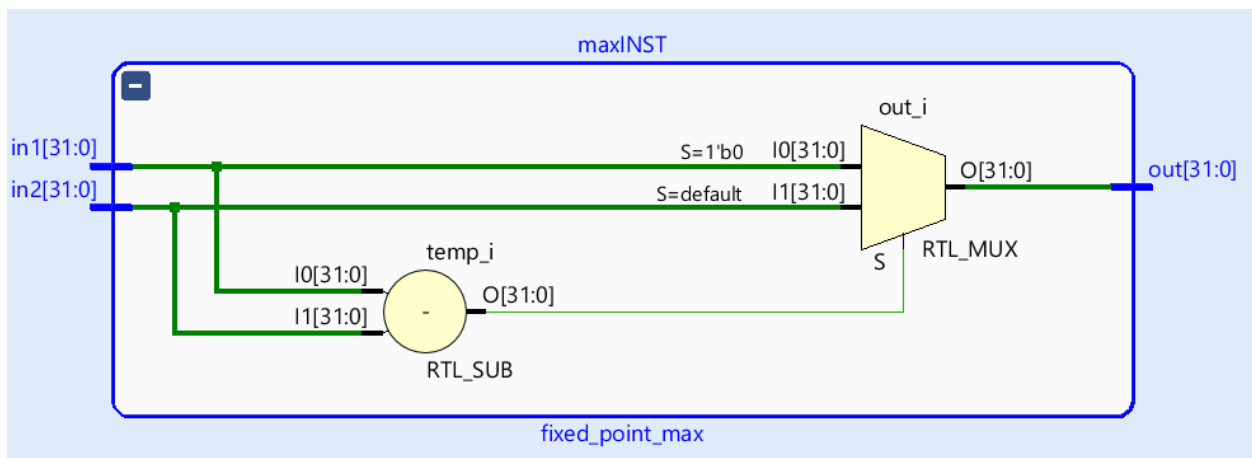 maxINST
−
out_i
in1[31:0]
S=1'b0
I0[31:0]
O[31:0]
out[31:0]
in2[31:0]
S=default
I1[31:0]
S
RTL_MUX
temp_i
I0[31:0]
O[31:0]
-
I1[31:0]
RTL_SUB
fixed_point_max